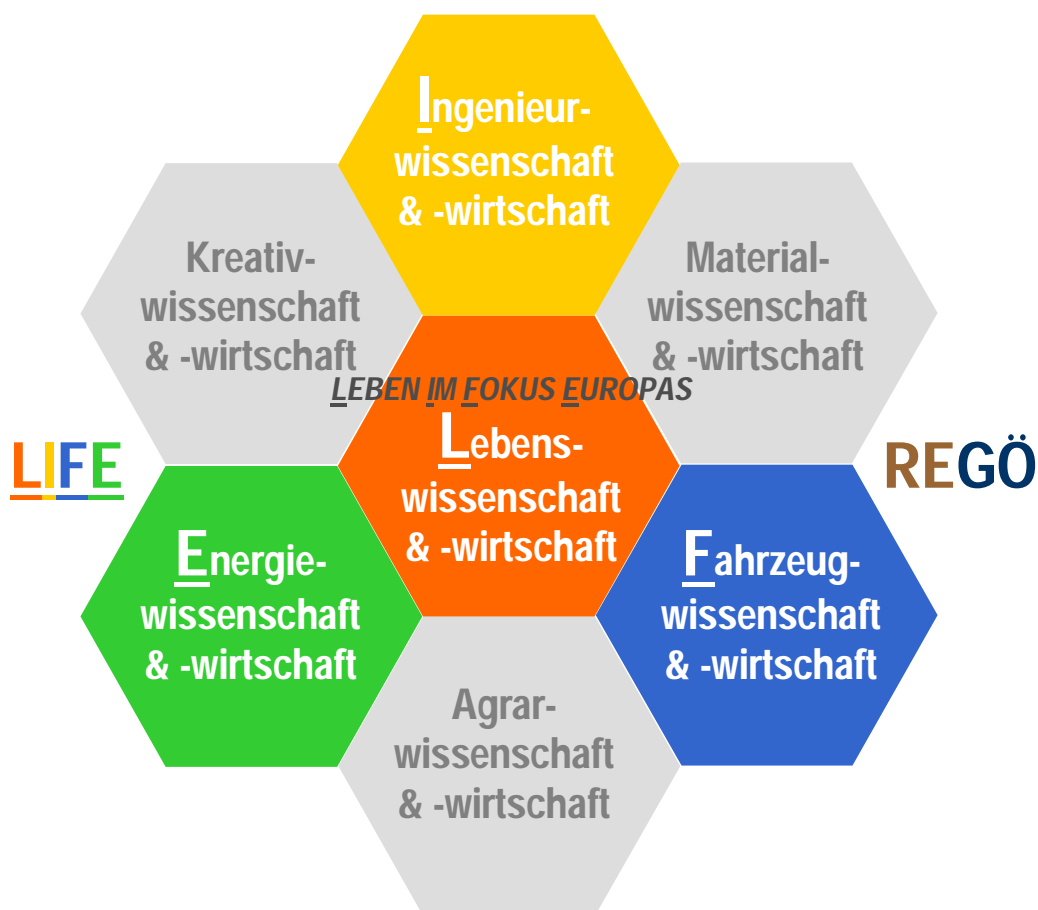 Ingenieur-
wissenschaft
& -wirtschaft
Kreativ-
wissenschaft
& -wirtschaft
Material-
wissenschaft
& -wirtschaft
LEBEN IM FOKUS EUROPAS
Lebens-
wissenschaft
& -wirtschaft
LIFE
REGÖ
Energie-
wissenschaft
& -wirtschaft
Fahrzeug-
wissenschaft
& -wirtschaft
Agrar-
wissenschaft
& -wirtschaft